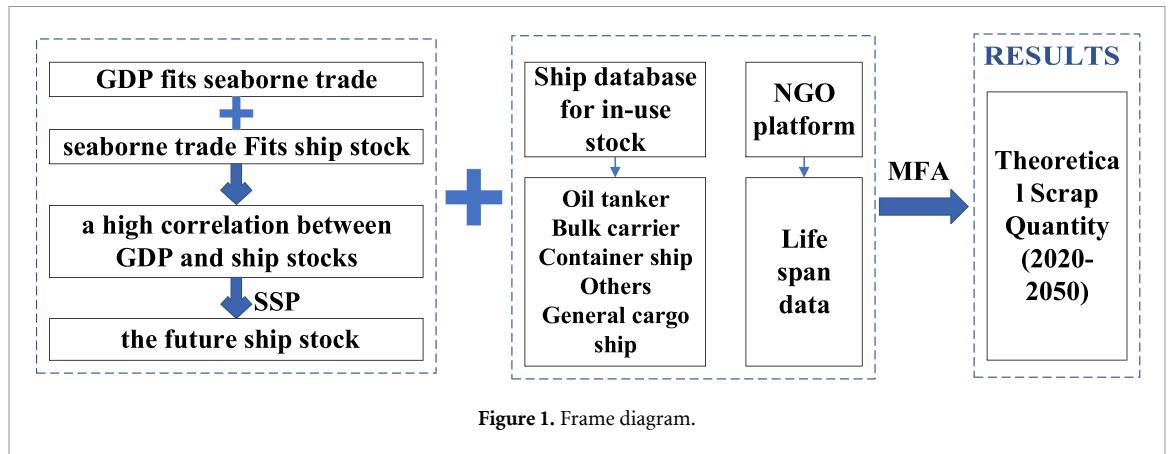 GDP fits seaborne trade
seaborne trade Fits ship stock
a high correlation between
GDP and ship stocks
SSP
the future ship stock
Ship database
for in-use
stock
Oil tanker
Bulk carrier
Container ship
Others
General cargo
ship
NGO
platform
Life
span
data
MFA
RESULTS
Theoretica
l Scrap
Quantity
(2020-
2050)
Figure 1. Frame diagram.